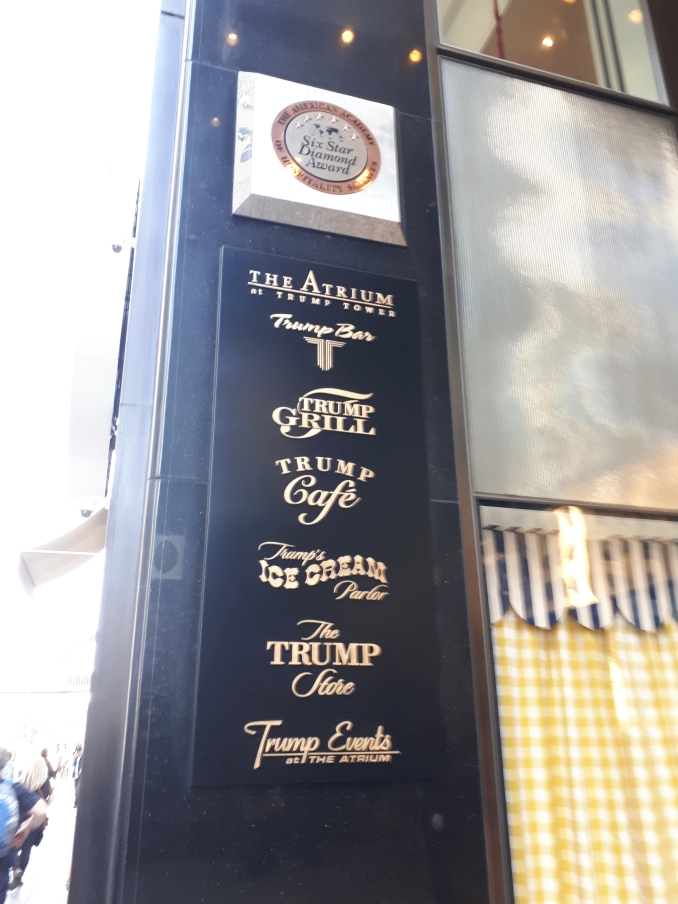 THE AMERICAN ACADEMY
OF HOSPITALITY SCIENCES
Six Star
Diamond
Award
THE ATRIUM
at TRUMP TOWER
Trump Bar
T
TRUMP
GRILL
TRUMP
Café
Trump's
ICE CREAM
Parlor
The
TRUMP
Store
Trump Events
at THE ATRIUM